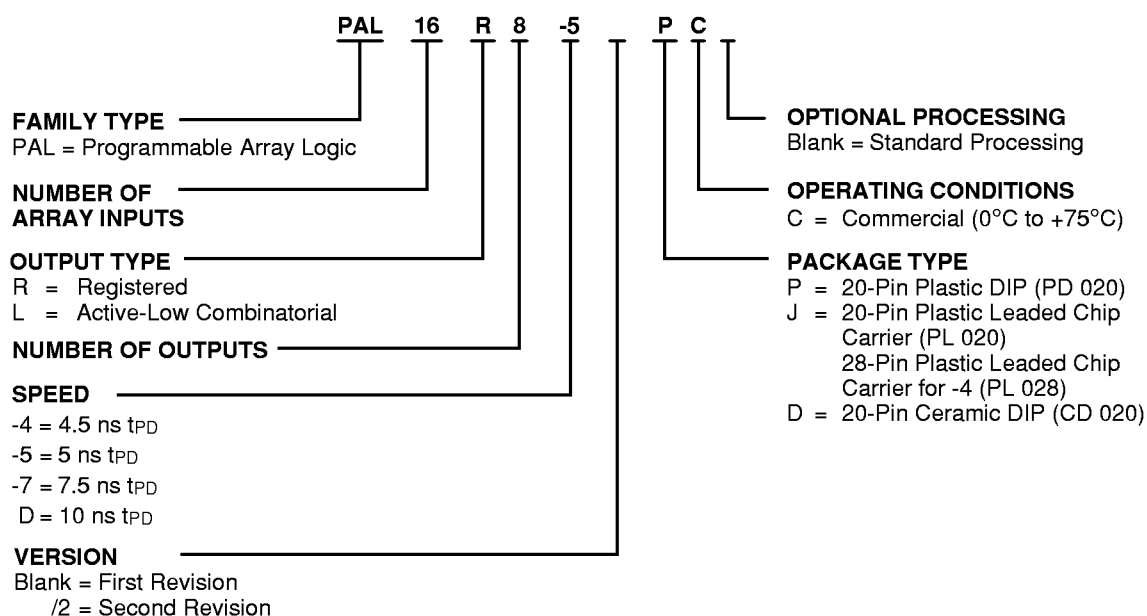 PAL 16 R 8 -5 P C
FAMILY TYPE
PAL = Programmable Array Logic
NUMBER OF
ARRAY INPUTS
OUTPUT TYPE
R = Registered
L = Active-Low Combinatorial
NUMBER OF OUTPUTS
SPEED
-4 = 4.5 ns tPD
-5 = 5 ns tPD
-7 = 7.5 ns tPD
D = 10 ns tPD
VERSION
Blank = First Revision
/2 = Second Revision
OPTIONAL PROCESSING
Blank = Standard Processing
OPERATING CONDITIONS
C = Commercial (0°C to +75°C)
PACKAGE TYPE
P = 20-Pin Plastic DIP (PD 020)
J = 20-Pin Plastic Leaded Chip
Carrier (PL 020)
28-Pin Plastic Leaded Chip
Carrier for -4 (PL 028)
D = 20-Pin Ceramic DIP (CD 020)